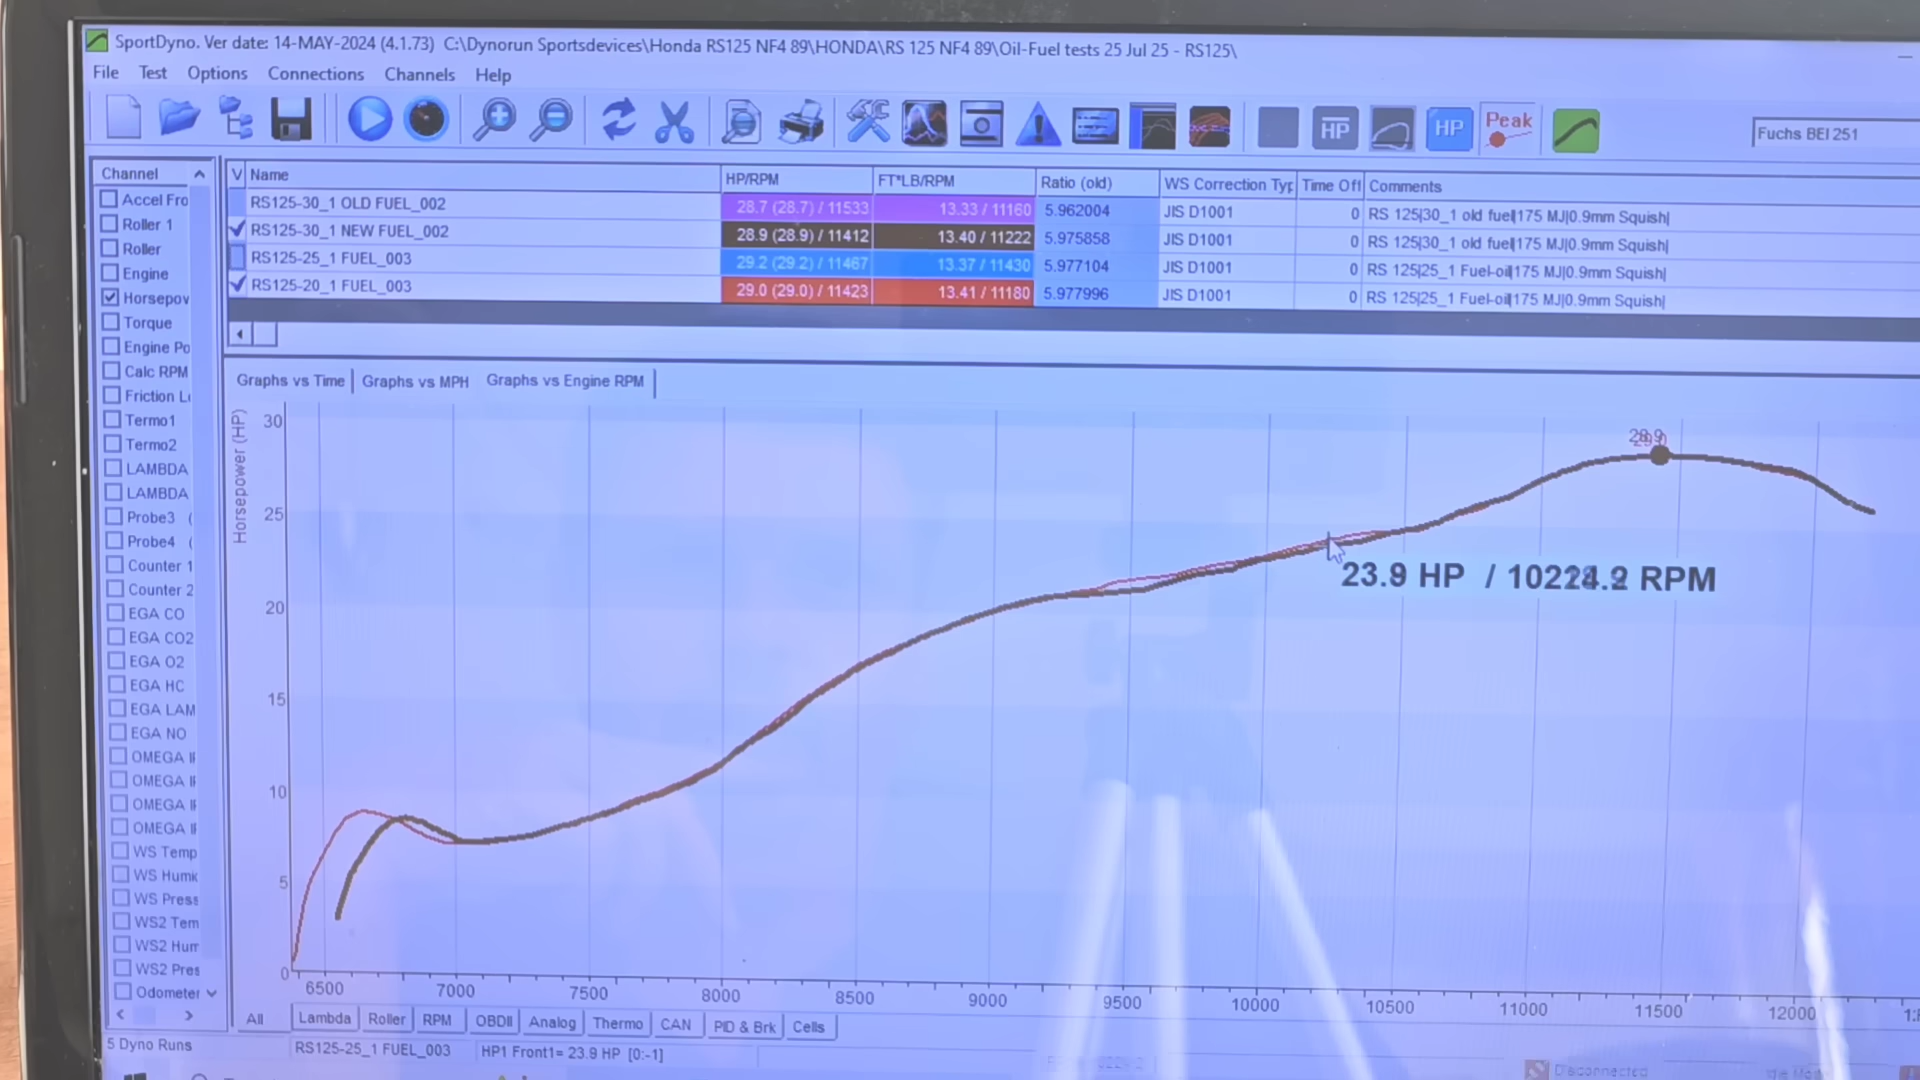 SportDyno. Ver date: 14-MAY-2024 (4.1.73) C:\Dynorun Sportsdevices\Honda RS125 NF4 89\HONDA\RS 125 NF4 89\Oil-Fuel tests 25 Jul 25 - RS125\
File Test Options Connections Channels Help
HP HP Peak Fuchs BEI 251
Channel
Accel Fro
Roller 1
Roller
Engine
Horsepov
Torque
Engine Po
Calc RPM
Friction L
Termo1
Termo2
LAMBDA
LAMBDA
Probe3 (
Probe4 (
Counter 1
Counter 2
EGA CO
EGA CO2
EGA O2
EGA HC
EGA LAM
EGA NO
OMEGA
OMEGA
OMEGA
OMEGA
WS Temp
WS Humi
WS Press
WS2 Tem
WS2 Hum
WS2 Pres
Odometer
V Name HP/RPM FT*LB/RPM Ratio (old) WS Correction Typ Time Off Comments
RS125-30_1 OLD FUEL_002 28.7 (28.7) / 11533 13.33 / 11160 5.962004 JIS D1001 0 RS 125|30_1 old fuel|175 MJ|0.9mm Squish|
RS125-30_1 NEW FUEL_002 28.9 (28.9) / 11412 13.40 / 11222 5.975858 JIS D1001 0 RS 125|30_1 old fuel|175 MJ|0.9mm Squish|
RS125-25_1 FUEL_003 29.2 (29.2) / 11467 13.37 / 11430 5.977104 JIS D1001 0 RS 125|25_1 Fuel-oil|175 MJ|0.9mm Squish|
RS125-20_1 FUEL_003 29.0 (29.0) / 11423 13.41 / 11180 5.977996 JIS D1001 0 RS 125|25_1 Fuel-oil|175 MJ|0.9mm Squish|
Graphs vs Time Graphs vs MPH Graphs vs Engine RPM
Horsepower (HP)
30
25
20
15
10
5
0
23.9 HP / RPM
6500 7000 7500 8000 8500 9000 9500 10000 10500 11000 11500 12000
All Lambda Roller RPM OBDII Analog Thermo CAN PID & Brk Cells
5 Dyno Runs RS125-25_1 FUEL_003 HP1 Front1= 23.9 HP [0:-1]
Disconnected